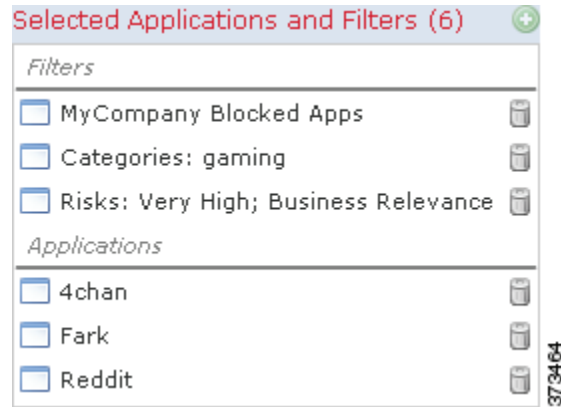 Selected Applications and Filters (6)
Filters
MyCompany Blocked Apps
Categories: gaming
Risks: Very High; Business Relevance
Applications
4chan
Fark
Reddit
373464